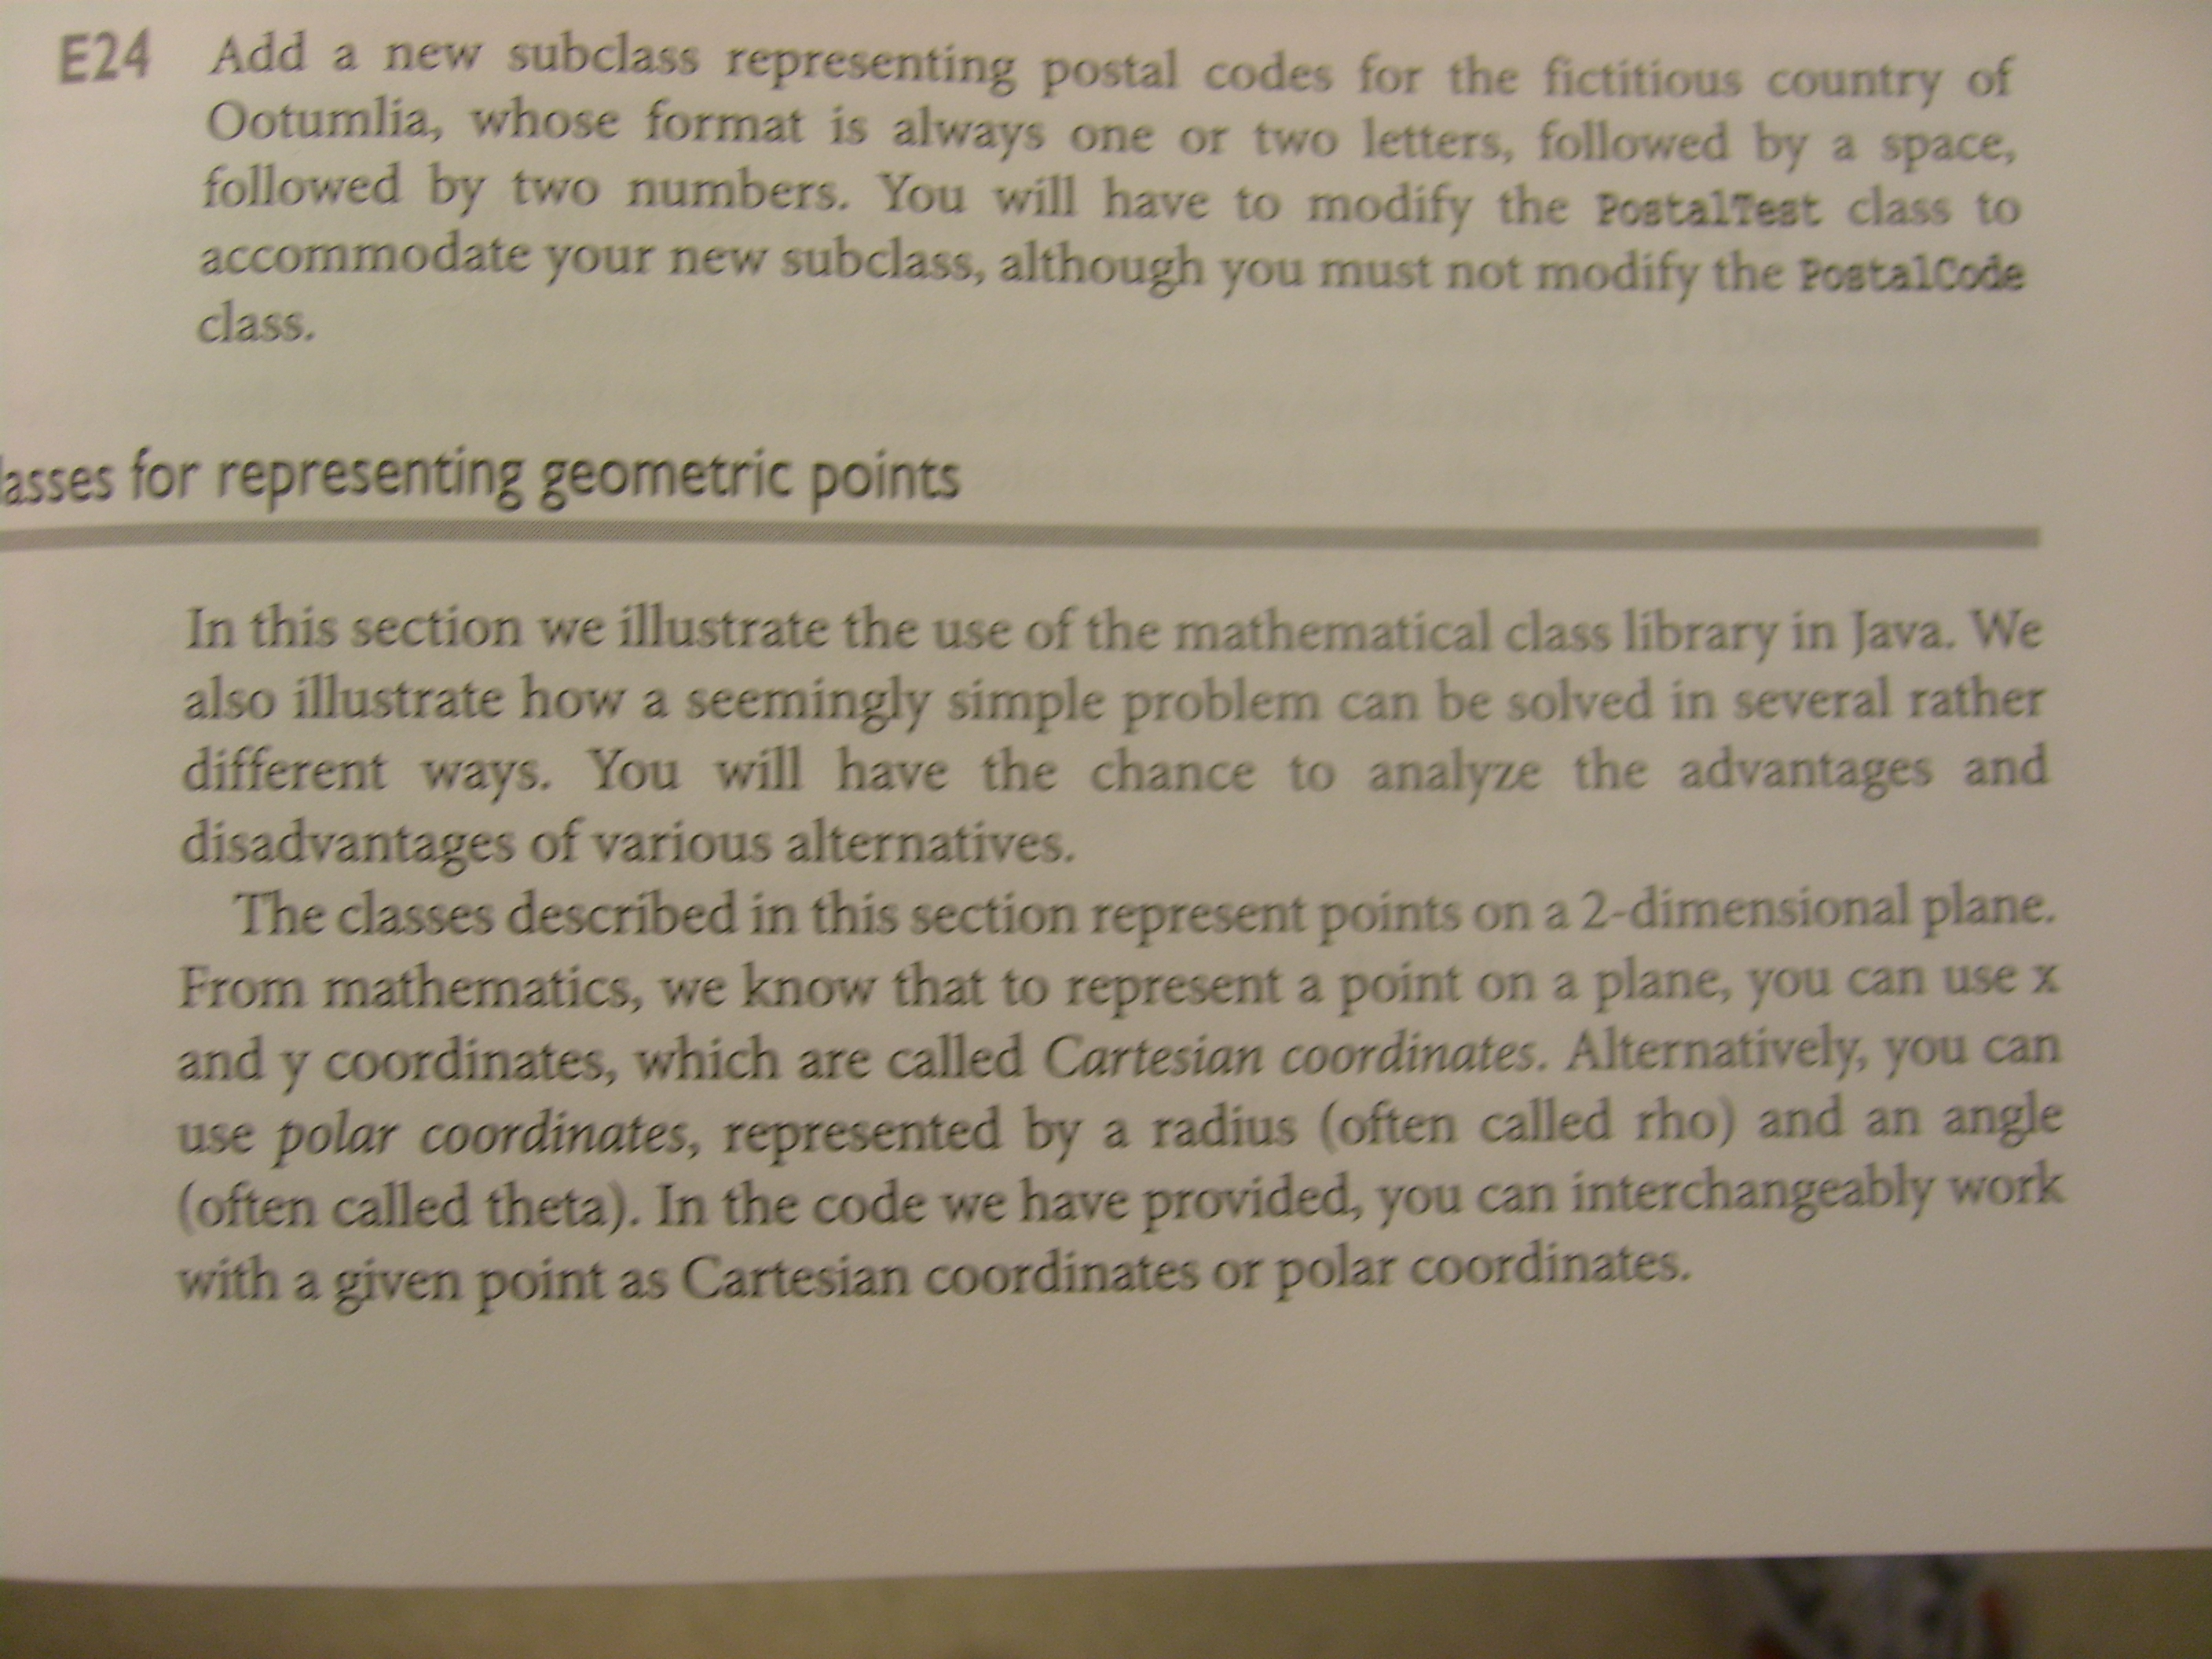 E24 Add a new subclass representing postal codes for the fictitious country of
Ootumlia, whose format is always one or two letters, followed by a space,
followed by two numbers. You will have to modify the PostalTest class to
accommodate your new subclass, although you must not modify the PostalCode
class.
lasses for representing geometric points
In this section we illustrate the use of the mathematical class library in Java. We
also illustrate how a seemingly simple problem can be solved in several rather
different ways. You will have the chance to analyze the advantages and
disadvantages of various alternatives.
The classes described in this section represent points on a 2-dimensional plane.
From mathematics, we know that to represent a point on a plane, you can use x
and y coordinates, which are called Cartesian coordinates. Alternatively, you can
use polar coordinates, represented by a radius (often called rho) and an angle
(often called theta). In the code we have provided, you can interchangeably work
with a given point as Cartesian coordinates or polar coordinates.